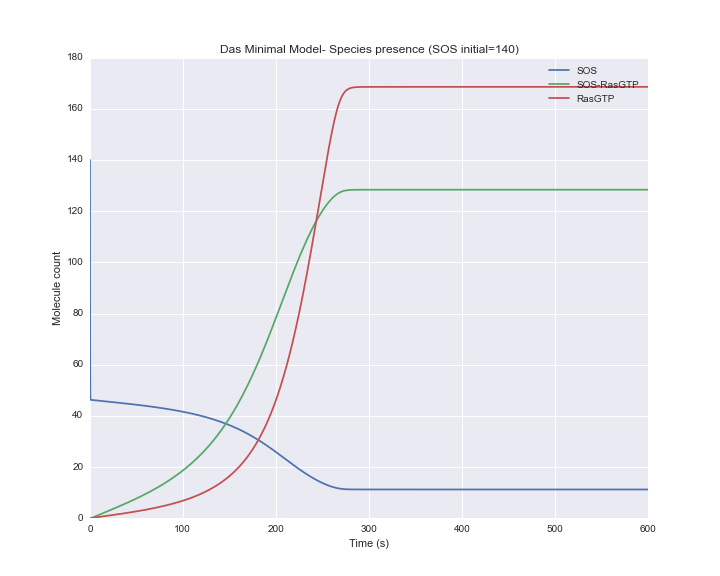 Das Minimal Model- Species presence (SOS initial=140)
180
160
140
120
100
80
60
40
20
0
Molecule count
SOS
SOS-RasGTP
RasGTP
0 100 200 300 400 500 600
Time (s)